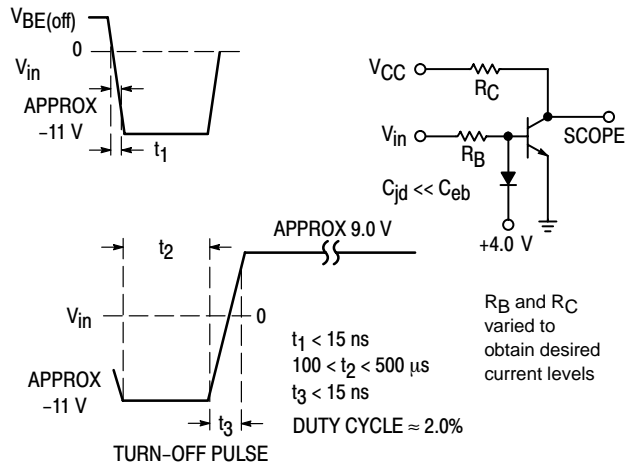 VBE(off)
0
Vin
APPROX
−11 V
t1
VCC
RC
Vin
RB
SCOPE
Cjd << Ceb
+4.0 V
APPROX 9.0 V
t2
Vin
0
APPROX
−11 V
t3
TURN−OFF PULSE
t1 < 15 ns
100 < t2 < 500 μs
t3 < 15 ns
DUTY CYCLE ≈ 2.0%
RB and RC
varied to
obtain desired
current levels